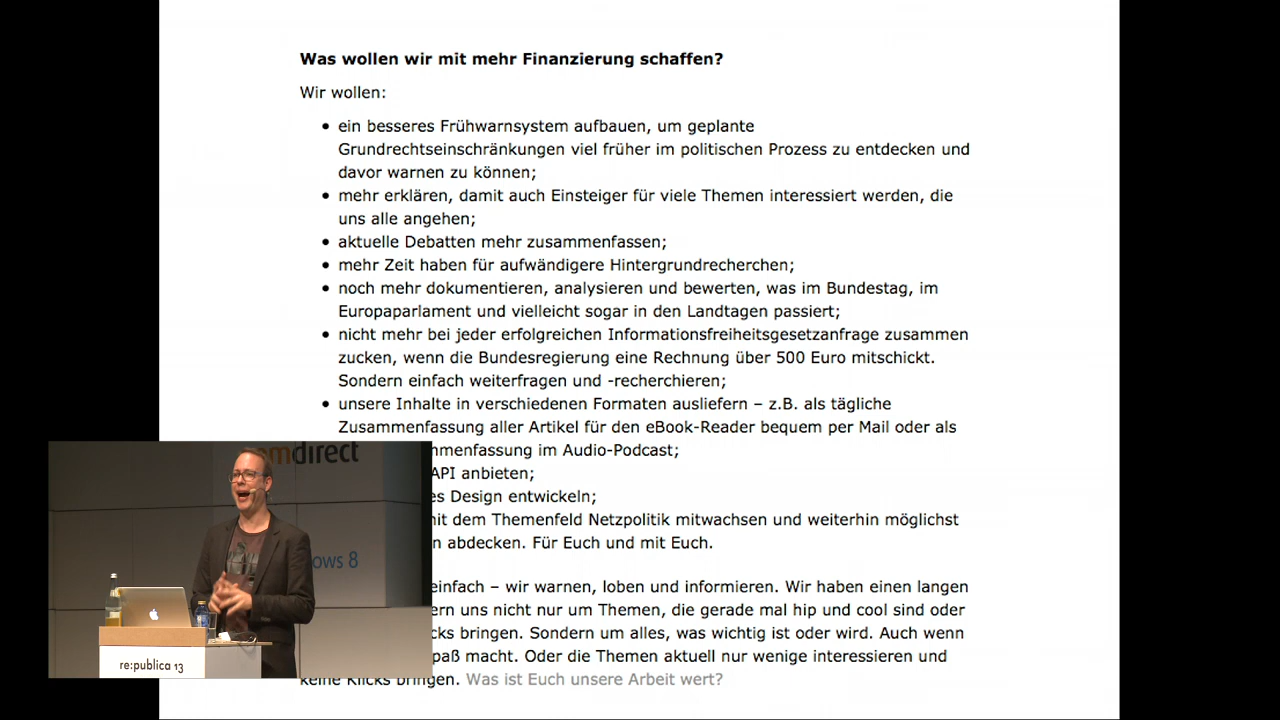 Was wollen wir mit mehr Finanzierung schaffen?
Wir wollen:
• ein besseres Frühwarnsystem aufbauen, um geplante
Grundrechtseinschränkungen viel früher im politischen Prozess zu entdecken und
davor warnen zu können;
• mehr erklären, damit auch Einsteiger für viele Themen interessiert werden, die
uns alle angehen;
• aktuelle Debatten mehr zusammenfassen;
• mehr Zeit haben für aufwändigere Hintergrundrecherchen;
• noch mehr dokumentieren, analysieren und bewerten, was im Bundestag, im
Europaparlament und vielleicht sogar in den Landtagen passiert;
• nicht mehr bei jeder erfolgreichen Informationsfreiheitsgesetzanfrage zusammen
zucken, wenn die Bundesregierung eine Rechnung über 500 Euro mitschickt.
Sondern einfach weiterfragen und -recherchieren;
• unsere Inhalte in verschiedenen Formaten ausliefern – z.B. als tägliche
Zusammenfassung aller Artikel für den eBook-Reader bequem per Mail oder als
mmenfassung im Audio-Podcast;
API anbieten;
es Design entwickeln;
mit dem Themenfeld Netzpolitik mitwachsen und weiterhin möglichst
n abdecken. Für Euch und mit Euch.
einfach – wir warnen, loben und informieren. Wir haben einen langen
ern uns nicht nur um Themen, die gerade mal hip und cool sind oder
cks bringen. Sondern um alles, was wichtig ist oder wird. Auch wenn
paß macht. Oder die Themen aktuell nur wenige interessieren und
keine Klicks bringen. Was ist Euch unsere Arbeit wert?
mdirect
ows 8
re:publica 13